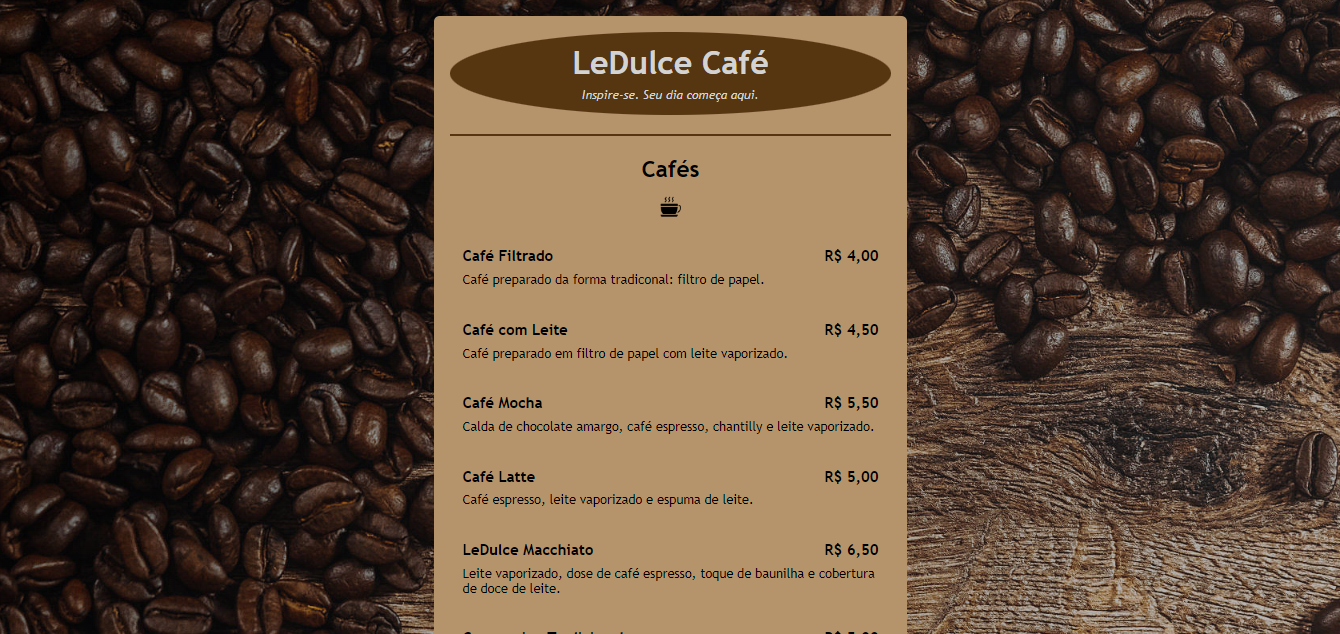 LeDulce Café
Inspire-se. Seu dia começa aqui.
Cafés
Café Filtrado R$ 4,00
Café preparado da forma tradiconal: filtro de papel.
Café com Leite R$ 4,50
Café preparado em filtro de papel com leite vaporizado.
Café Mocha R$ 5,50
Calda de chocolate amargo, café espresso, chantilly e leite vaporizado.
Café Latte R$ 5,00
Café espresso, leite vaporizado e espuma de leite.
LeDulce Macchiato R$ 6,50
Leite vaporizado, dose de café espresso, toque de baunilha e cobertura
de doce de leite.